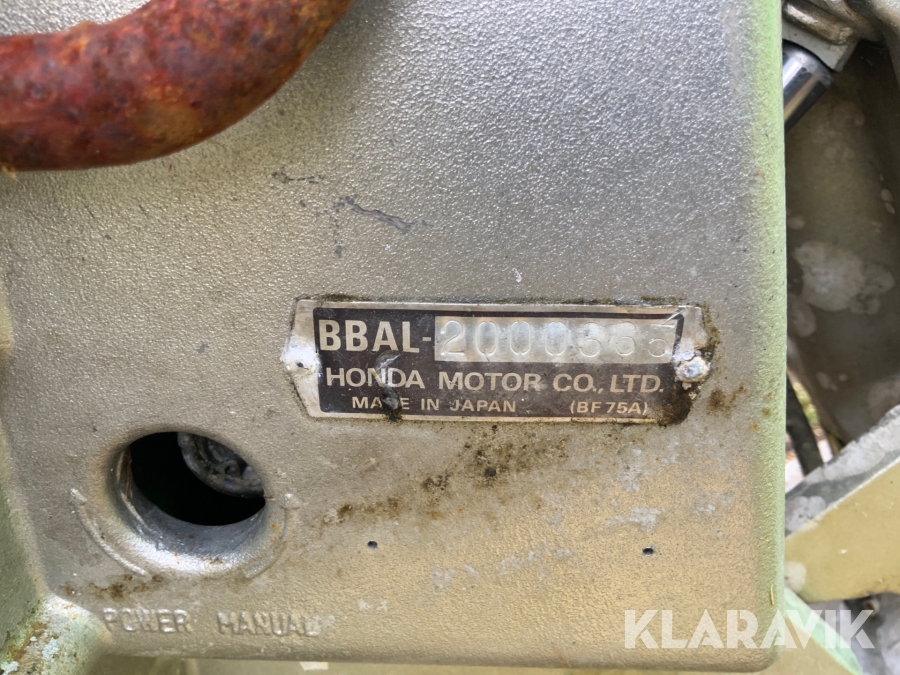 BBAL-2000365
HONDA MOTOR CO., LTD.
MADE IN JAPAN (BF75A)
POWER MANUAL
KLARAVIK